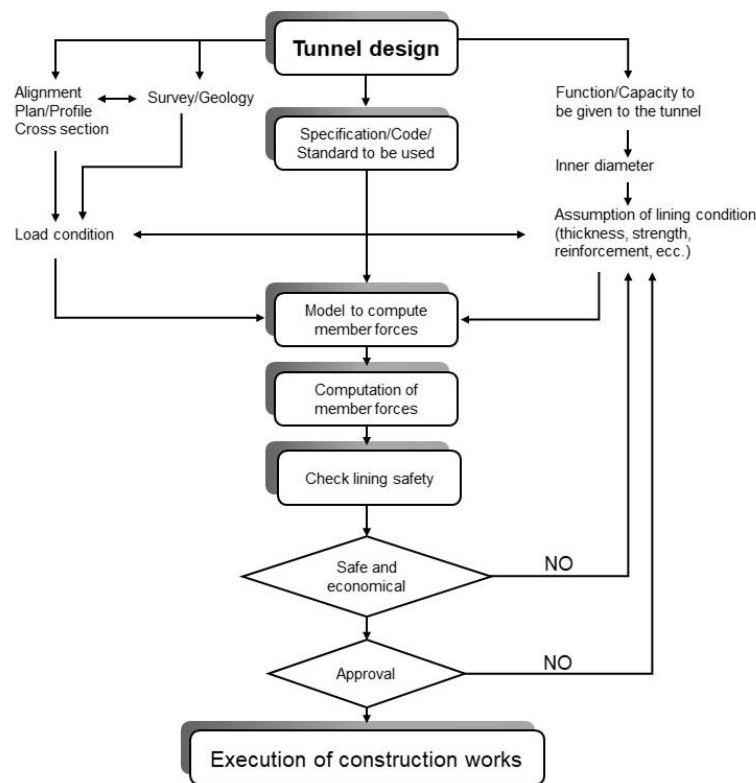 Tunnel design
Alignment
Plan/Profile
Cross section
Survey/Geology
Specification/Code/
Standard to be used
Function/Capacity to
be given to the tunnel
Inner diameter
Assumption of lining condition
(thickness, strength,
reinforcement, ecc.)
Load condition
Model to compute
member forces
Computation of
member forces
Check lining safety
Safe and
economical
NO
Approval
NO
Execution of construction works